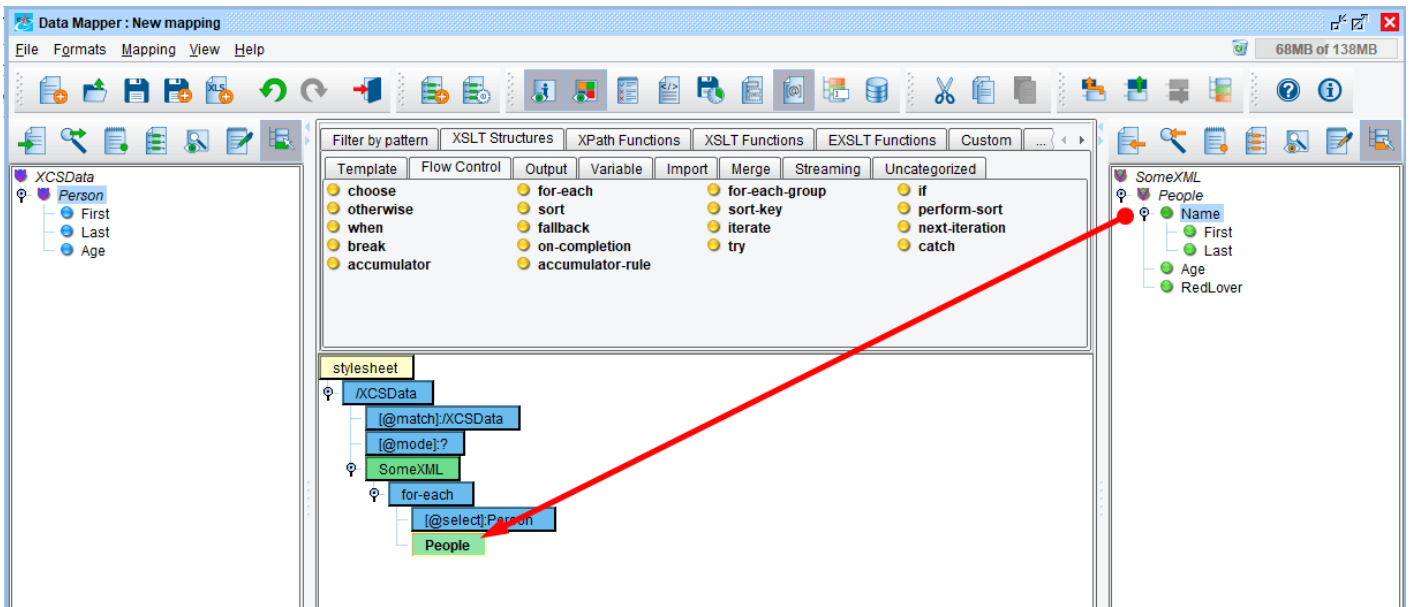 Data Mapper : New mapping
File Formats Mapping View Help
68MB of 138MB
XLS
</>
[@]
Filter by pattern XSLT Structures XPath Functions XSLT Functions EXSLT Functions Custom ...
Template Flow Control Output Variable Import Merge Streaming Uncategorized
XCSData
Person
First
Last
Age
choose for-each for-each-group if
otherwise sort sort-key perform-sort
when fallback iterate next-iteration
break on-completion try catch
accumulator accumulator-rule
stylesheet
/XCSData
[@match]:/XCSData
[@mode]:?
SomeXML
for-each
[@select]:Person
People
SomeXML
People
Name
First
Last
Age
RedLover